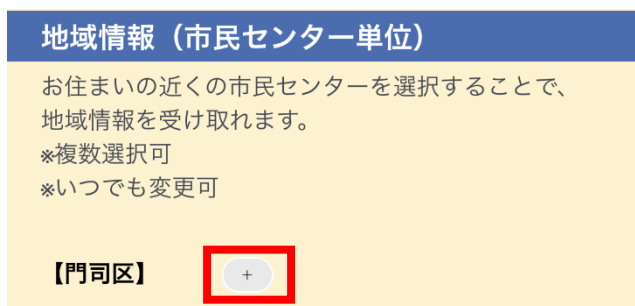 地域情報（市民センター単位）
お住まいの近くの市民センターを選択することで、
地域情報を受け取れます。
※複数選択可
※いつでも変更可
【門司区】 +